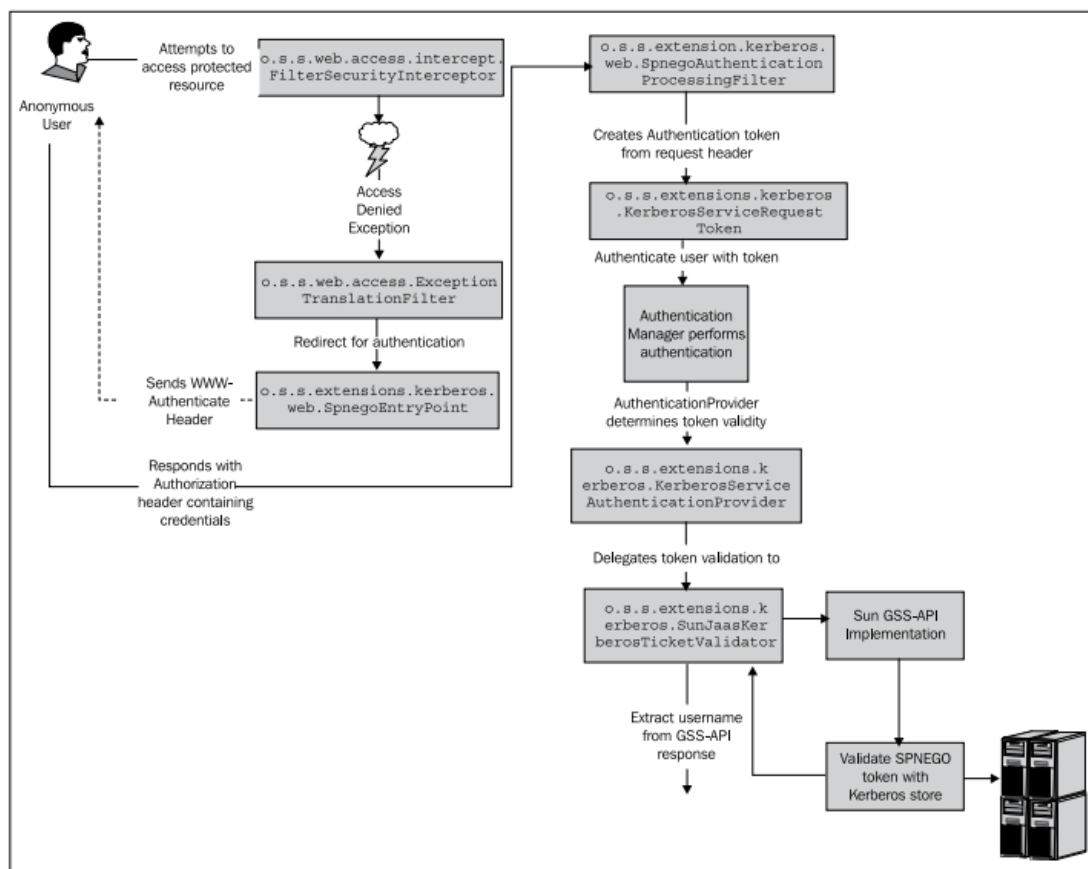 Attempts to
access protected
resource
o.s.s.web.access.intercept.
FilterSecurityInterceptor
Anonymous
User
Access
Denied
Exception
o.s.s.web.access.Exception
TranslationFilter
Redirect for authentication
o.s.s.extensions.kerberos.
web.SpnegoEntryPoint
Sends WWW-
Authenticate
Header
Responds with
Authorization
header containing
credentials
o.s.s.extension.kerberos.
web.SpnegoAuthentication
ProcessingFilter
Creates Authentication token
from request header
o.s.s.extensions.kerberos
.KerberosServiceRequest
Token
Authenticate user with token
Authentication
Manager performs
authentication
AuthenticationProvider
determines token validity
o.s.s.extensions.k
erberos.KerberosService
AuthenticationProvider
Delegates token validation to
o.s.s.extensions.k
erberos.SunJaasKer
berosTicketValidator
Sun GSS-API
Implementation
Extract username
from GSS-API
response
Validate SPNEGO
token with
Kerberos store